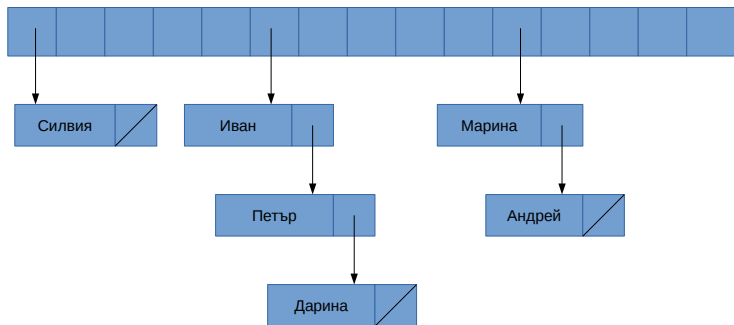 Силвия
Иван
Марина
Петър
Андрей
Дарина